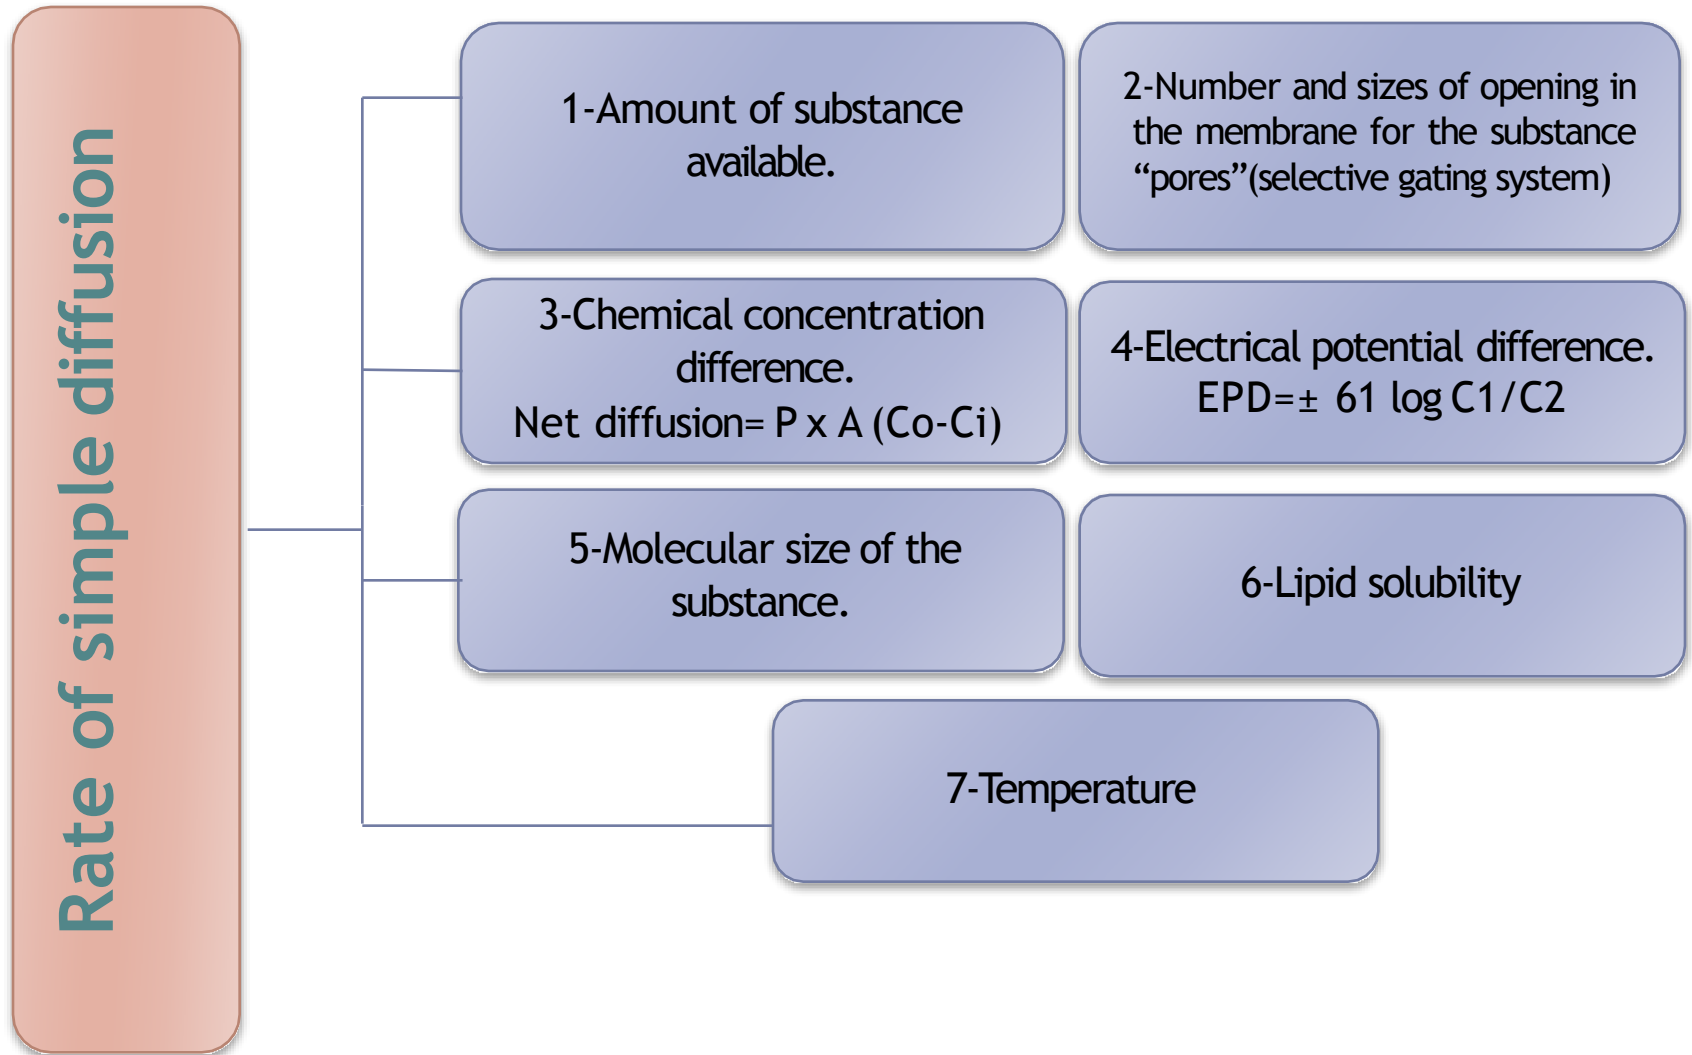 Rate of simple diffusion
1-Amount of substance
available.
2-Number and sizes of opening in
the membrane for the substance
“pores”(selective gating system)
3-Chemical concentration
difference.
Net diffusion= P x A (Co-Ci)
4-Electrical potential difference.
EPD=± 61 log C1/C2
5-Molecular size of the
substance.
6-Lipid solubility
7-Temperature